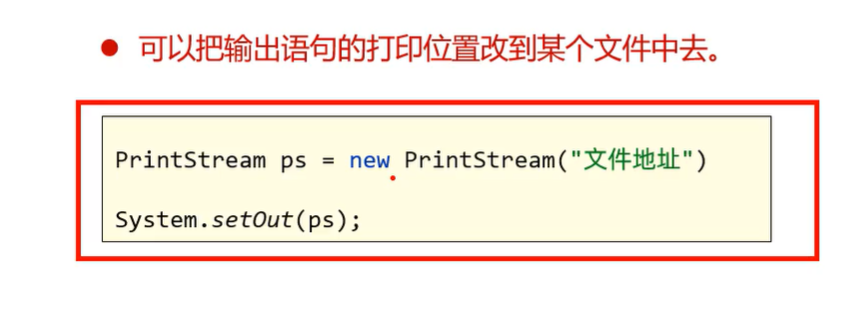 ● 可以把输出语句的打印位置改到某个文件中去。
PrintStream ps = new PrintStream("文件地址")
System.setOut(ps);